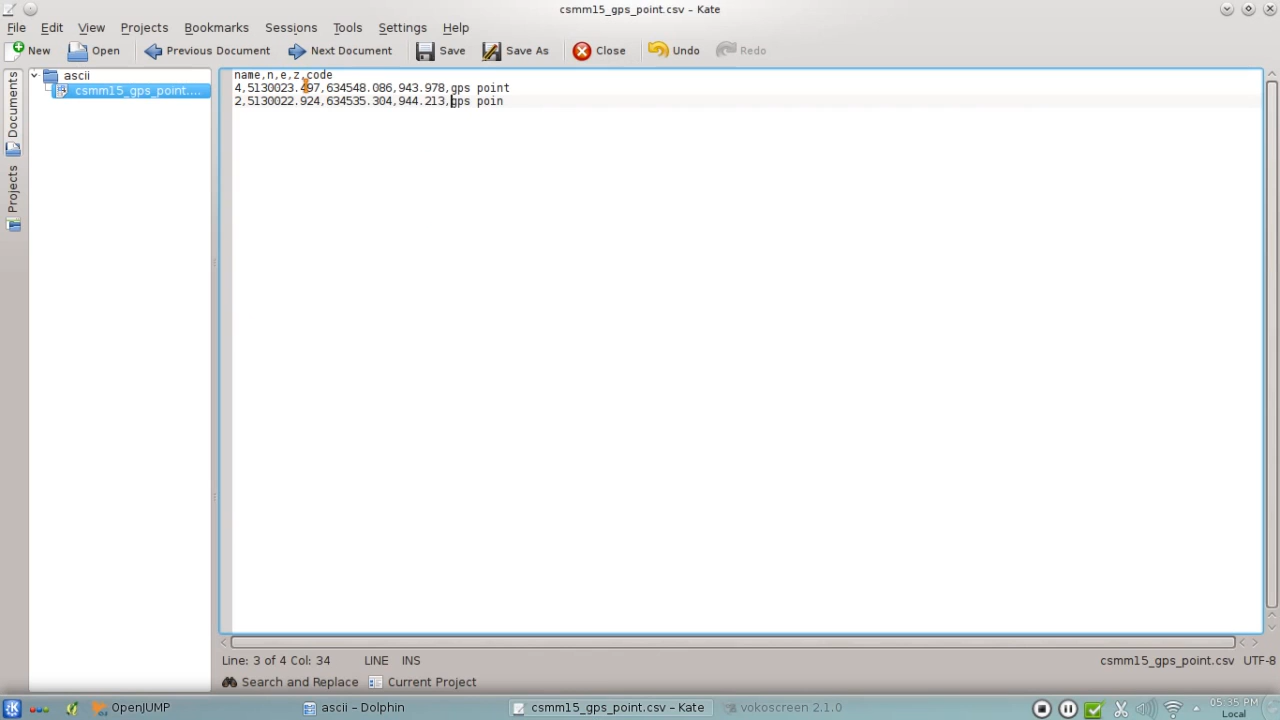 csmm15_gps_point.csv – Kate
File Edit View Projects Bookmarks Sessions Tools Settings Help
New Open Previous Document Next Document Save Save As Close Undo Redo
Documents
Projects
ascii
csmm15_gps_point....
name,n,e,z,code
4,5130023.497,634548.086,943.978,gps point
2,5130022.924,634535.304,944.213,gps poin
Line: 3 of 4 Col: 34 LINE INS csmm15_gps_point.csv UTF-8
Search and Replace Current Project
OpenJUMP ascii – Dolphin csmm15_gps_point.csv – Kate vokoscreen 2.1.0 05:35 PM
Local